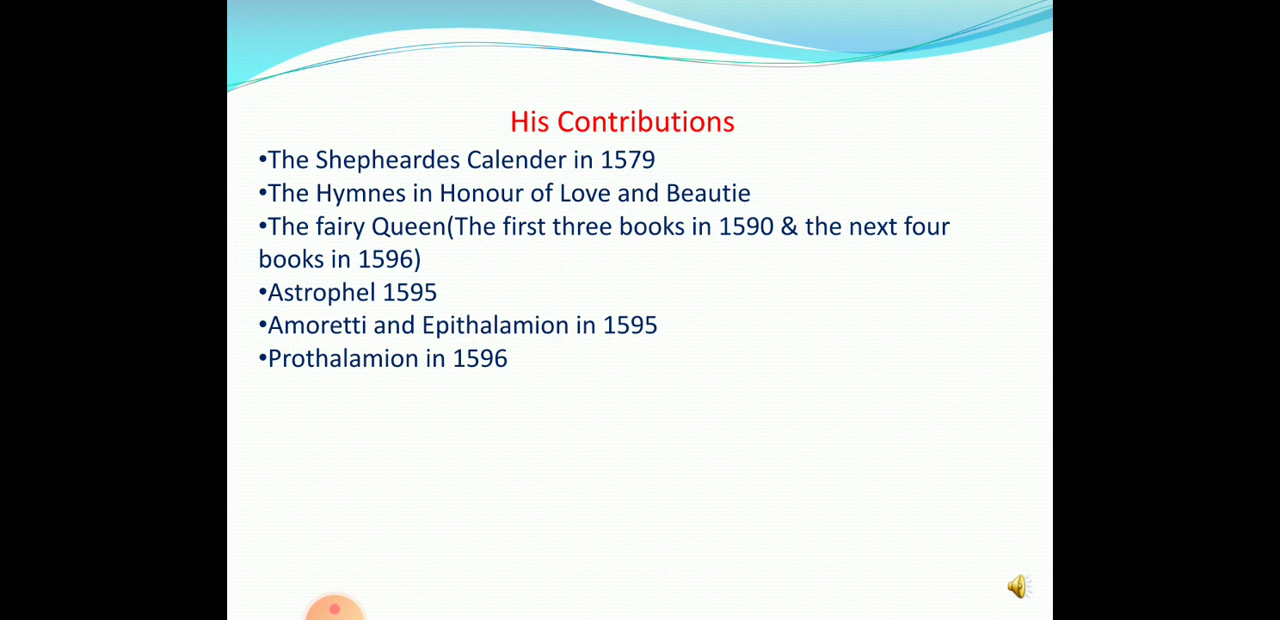 His Contributions
•The Shepheardes Calender in 1579
•The Hymnes in Honour of Love and Beautie
•The fairy Queen(The first three books in 1590 & the next four
books in 1596)
•Astrophel 1595
•Amoretti and Epithalamion in 1595
•Prothalamion in 1596